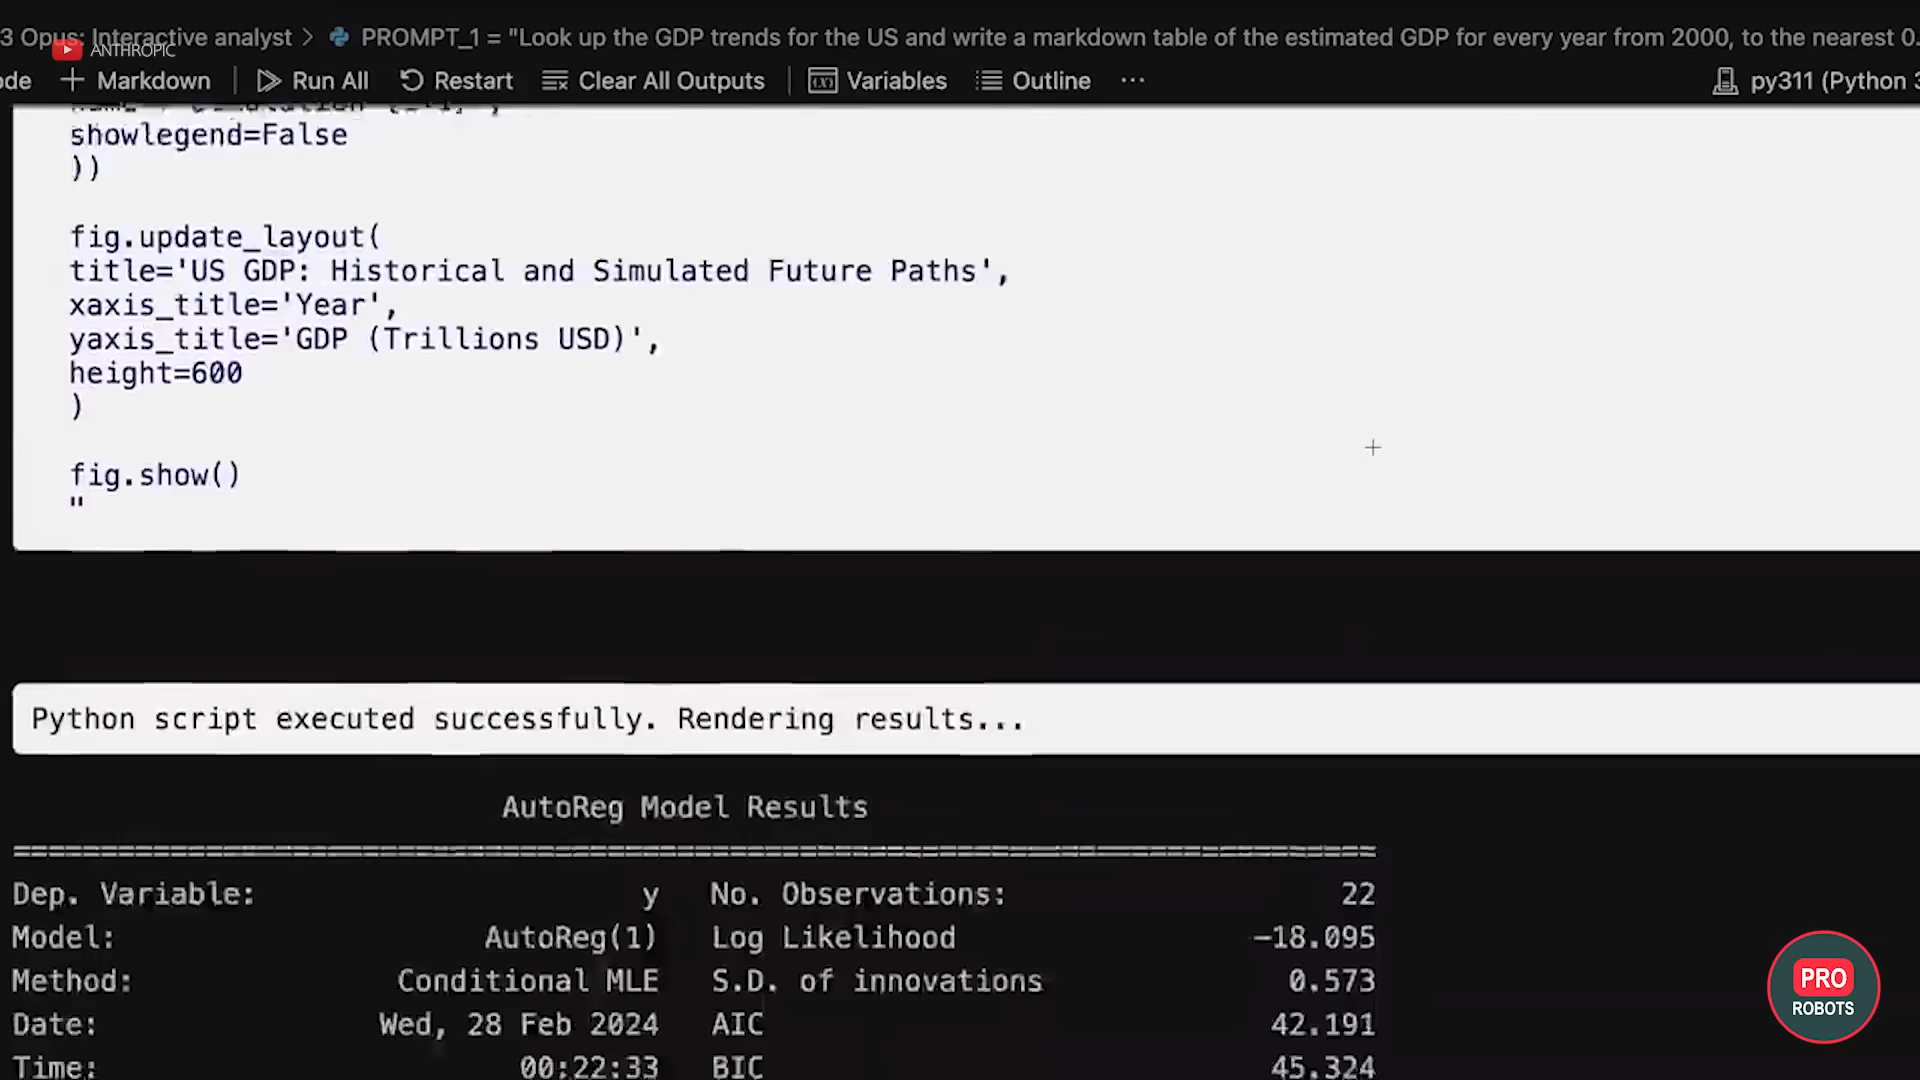 3 Opus: Interactive analyst > PROMPT_1 = "Look up the GDP trends for the US and write a markdown table of the estimated GDP for every year from 2000, to the nearest 0.
ANTHROPIC
ode + Markdown Run All Restart Clear All Outputs Variables Outline ... py311 (Python 3
showlegend=False
))
fig.update_layout(
title='US GDP: Historical and Simulated Future Paths',
xaxis_title='Year',
yaxis_title='GDP (Trillions USD)',
height=600
)
fig.show()
"
Python script executed successfully. Rendering results...
AutoReg Model Results
==============================================================================
Dep. Variable: y No. Observations: 22
Model: AutoReg(1) Log Likelihood -18.095
Method: Conditional MLE S.D. of innovations 0.573
Date: Wed, 28 Feb 2024 AIC 42.191
Time: 00:22:33 BIC 45.324
PRO
ROBOTS